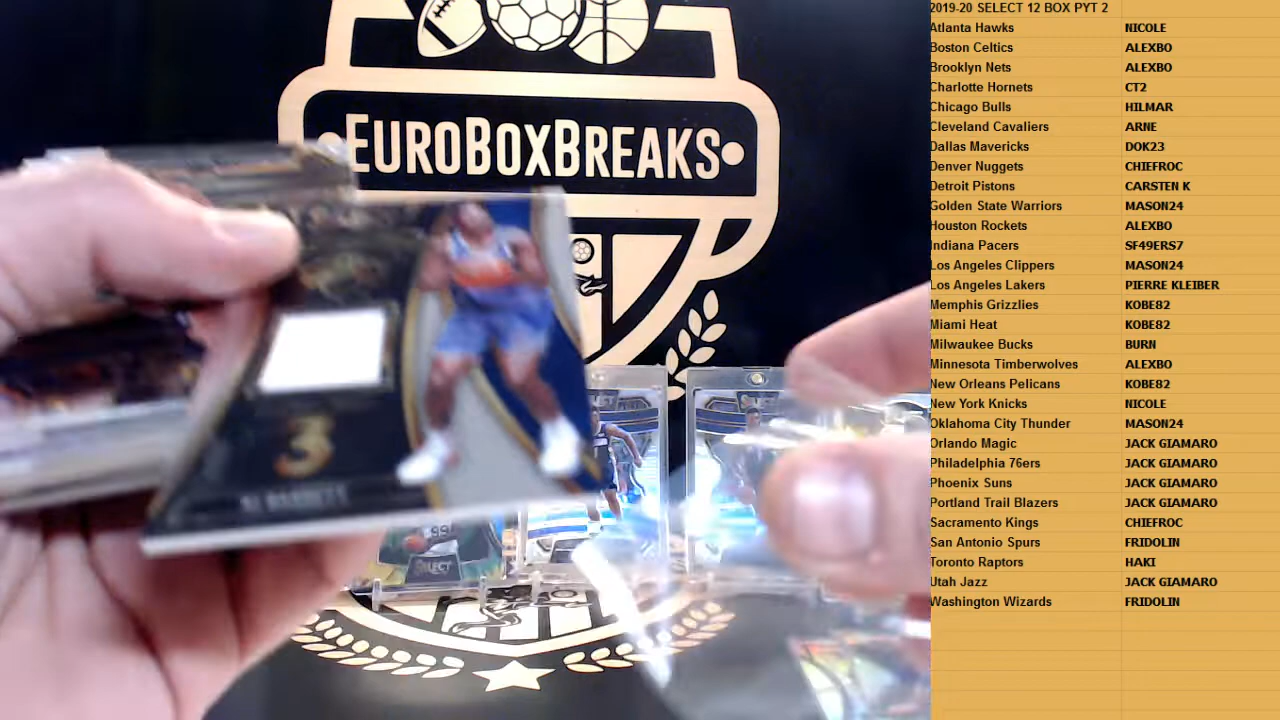 EUROBOXBREAKS
3
RJ BARRETT
99
SELECT
SELECT
SELECT
2019-20 SELECT 12 BOX PYT 2
Atlanta Hawks NICOLE
Boston Celtics ALEXBO
Brooklyn Nets ALEXBO
Charlotte Hornets CT2
Chicago Bulls HILMAR
Cleveland Cavaliers ARNE
Dallas Mavericks DOK23
Denver Nuggets CHIEFROC
Detroit Pistons CARSTEN K
Golden State Warriors MASON24
Houston Rockets ALEXBO
Indiana Pacers SF49ERS7
Los Angeles Clippers MASON24
Los Angeles Lakers PIERRE KLEIBER
Memphis Grizzlies KOBE82
Miami Heat KOBE82
Milwaukee Bucks BURN
Minnesota Timberwolves ALEXBO
New Orleans Pelicans KOBE82
New York Knicks NICOLE
Oklahoma City Thunder MASON24
Orlando Magic JACK GIAMARO
Philadelphia 76ers JACK GIAMARO
Phoenix Suns JACK GIAMARO
Portland Trail Blazers JACK GIAMARO
Sacramento Kings CHIEFROC
San Antonio Spurs FRIDOLIN
Toronto Raptors HAKI
Utah Jazz JACK GIAMARO
Washington Wizards FRIDOLIN